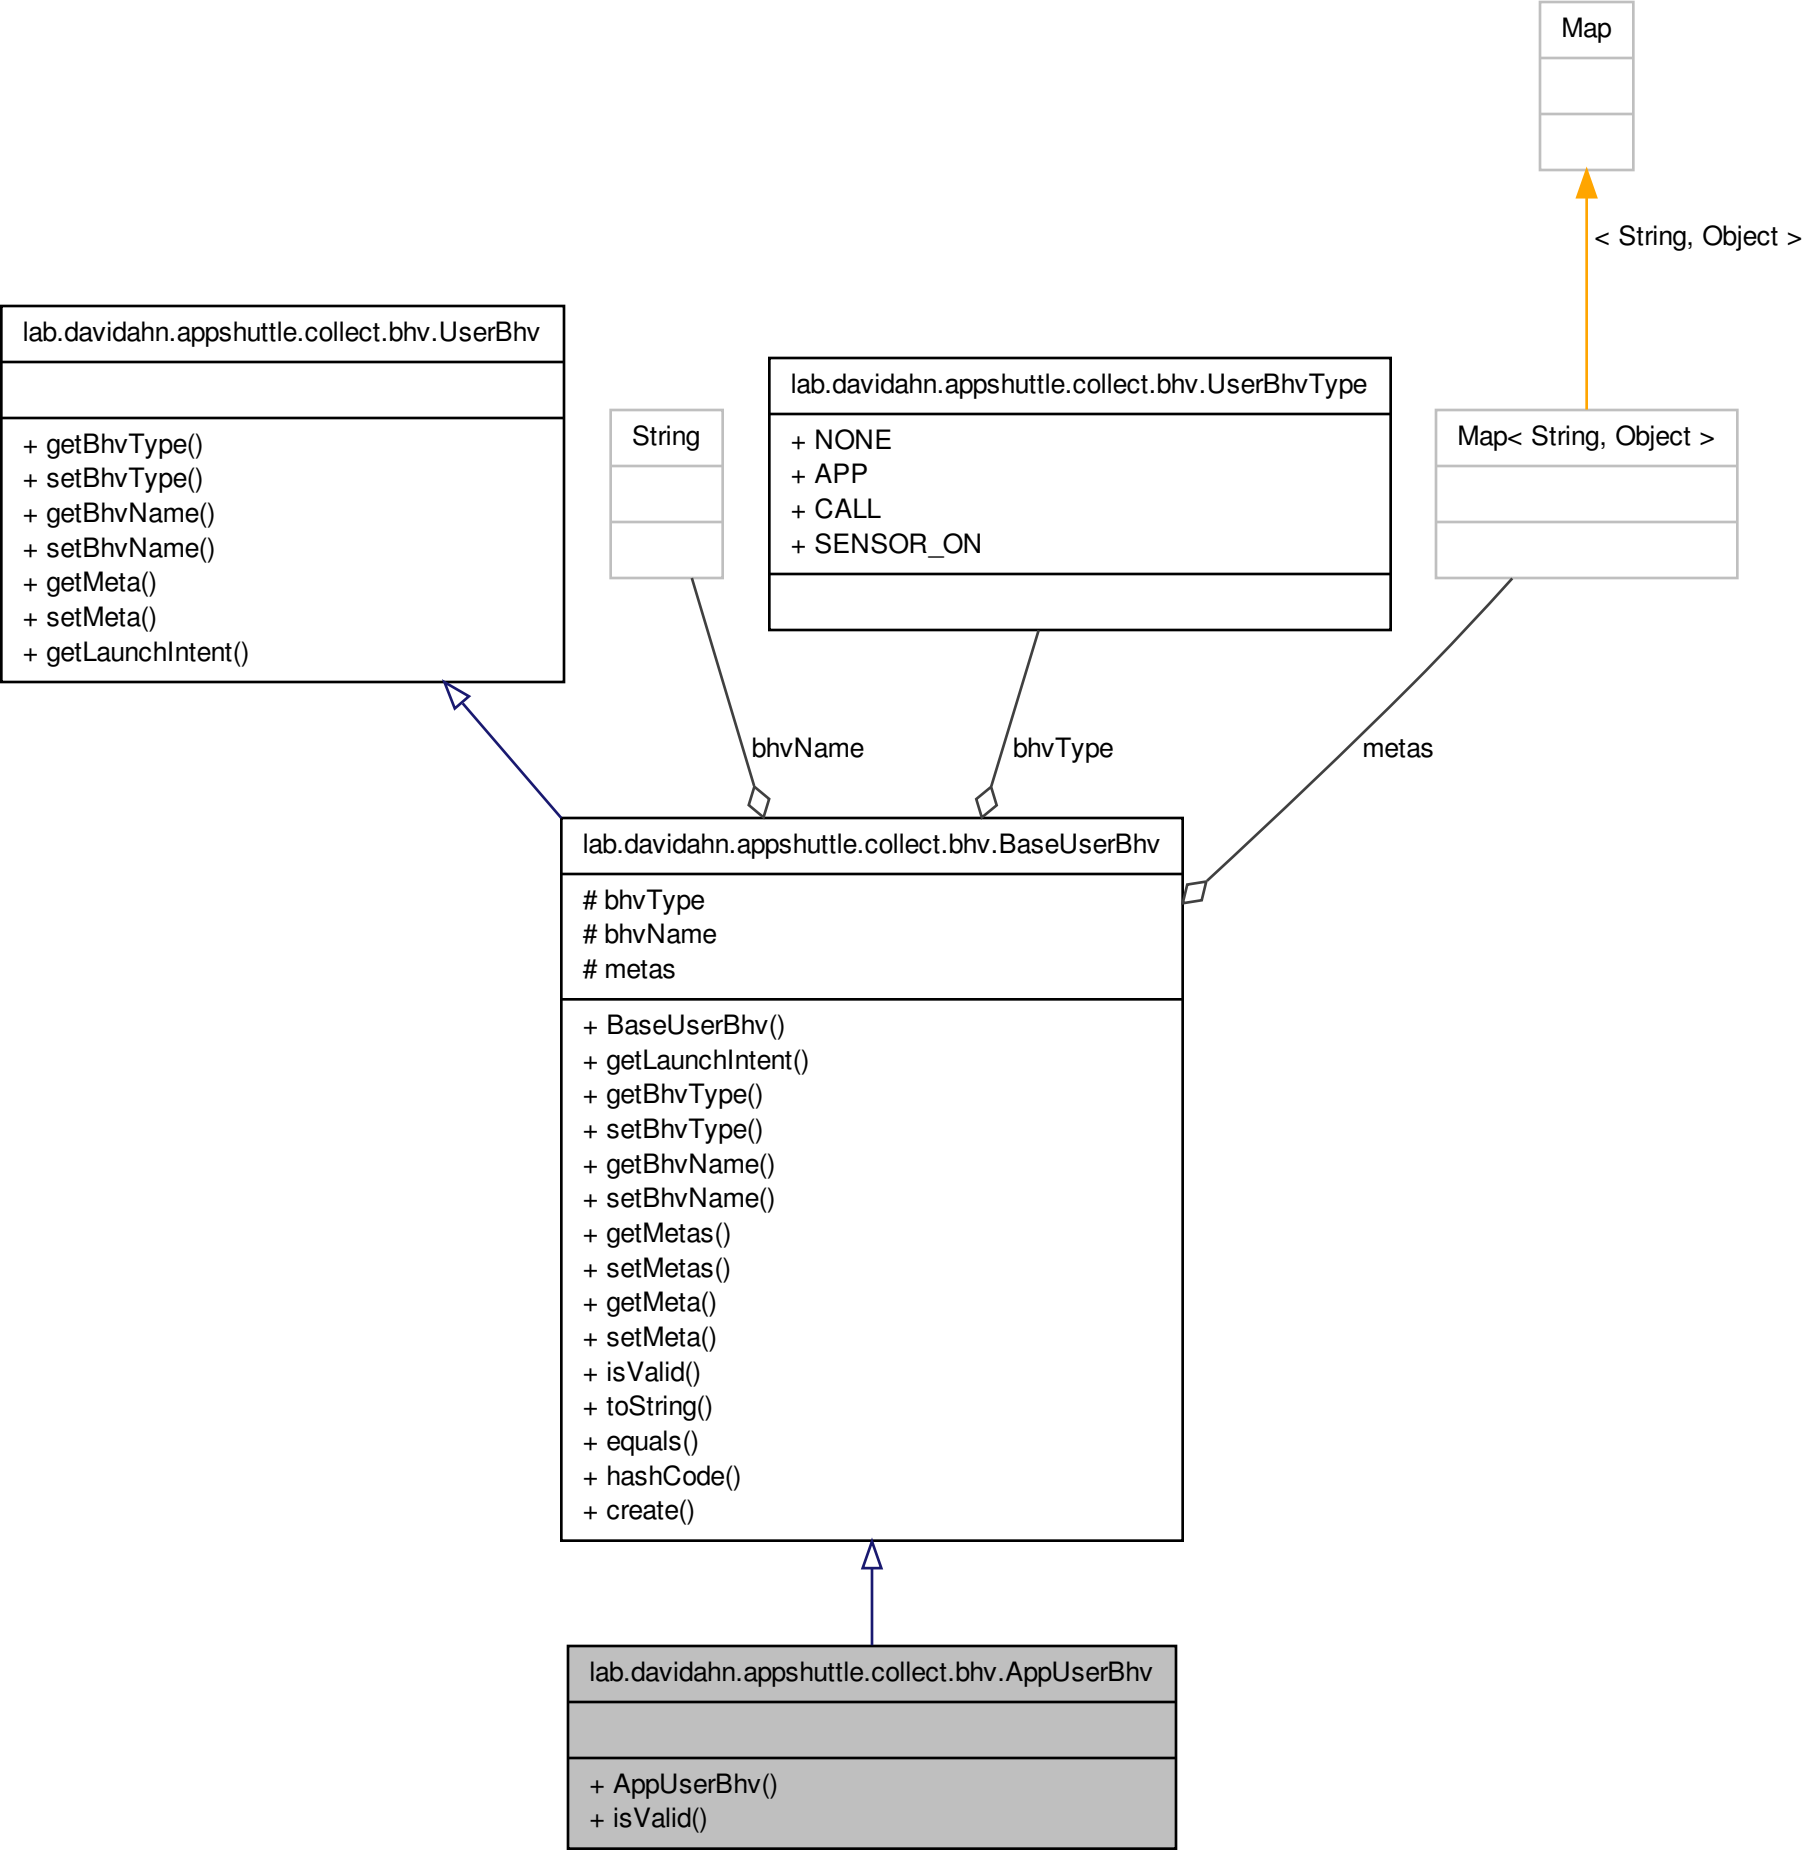 Map
< String, Object >
lab.davidahn.appshuttle.collect.bhv.UserBhv
+ getBhvType()
+ setBhvType()
+ getBhvName()
+ setBhvName()
+ getMeta()
+ setMeta()
+ getLaunchIntent()
String
lab.davidahn.appshuttle.collect.bhv.UserBhvType
+ NONE
+ APP
+ CALL
+ SENSOR_ON
Map< String, Object >
bhvName
bhvType
metas
lab.davidahn.appshuttle.collect.bhv.BaseUserBhv
# bhvType
# bhvName
# metas
+ BaseUserBhv()
+ getLaunchIntent()
+ getBhvType()
+ setBhvType()
+ getBhvName()
+ setBhvName()
+ getMetas()
+ setMetas()
+ getMeta()
+ setMeta()
+ isValid()
+ toString()
+ equals()
+ hashCode()
+ create()
lab.davidahn.appshuttle.collect.bhv.AppUserBhv
+ AppUserBhv()
+ isValid()